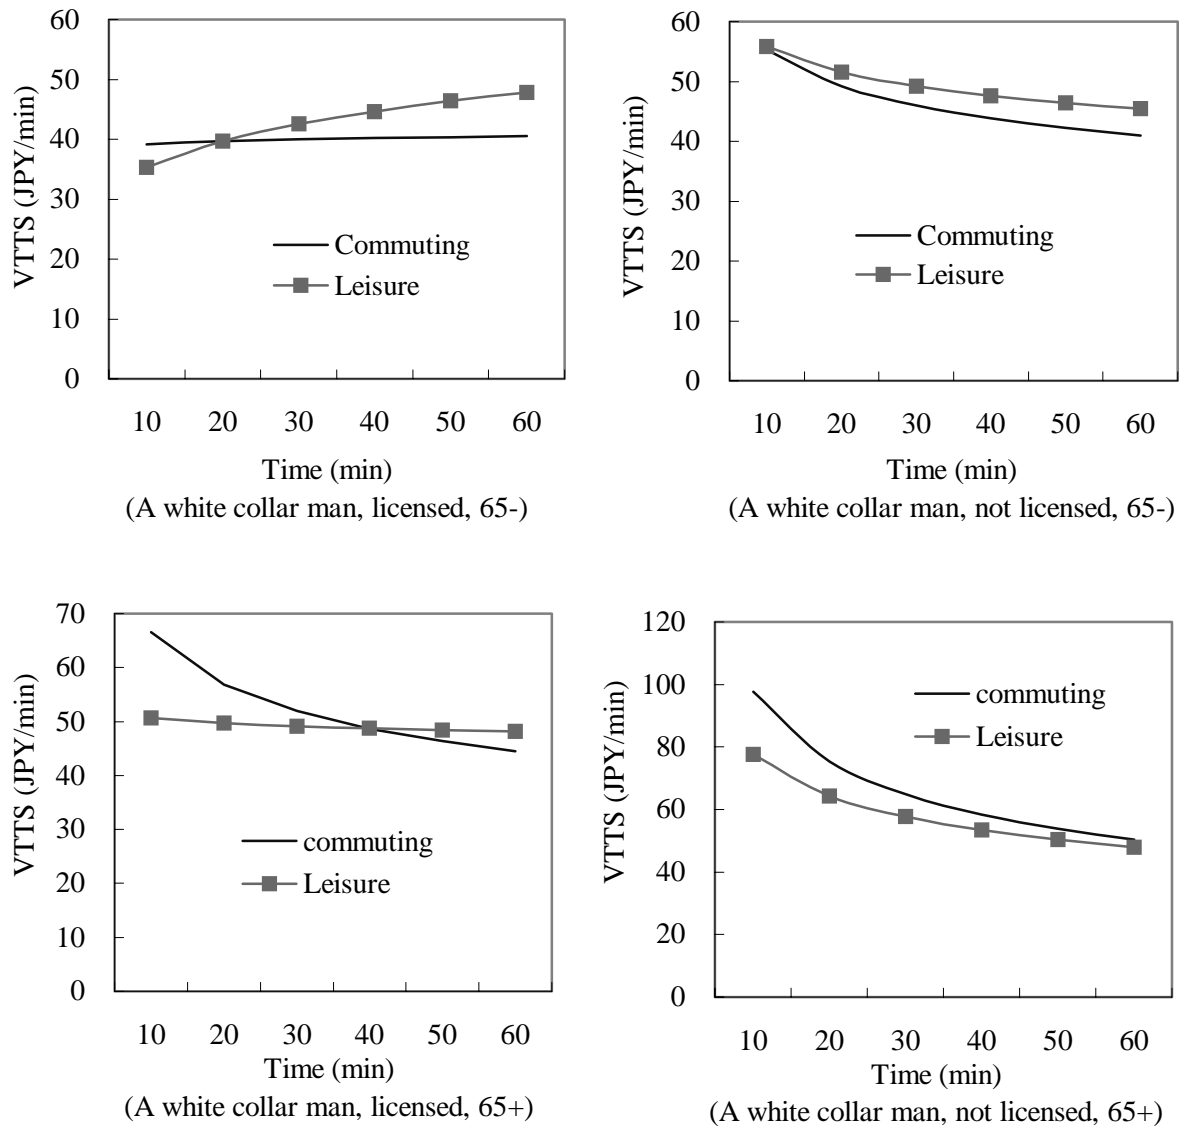 60
50
40
30
20
10
0
VTTS (JPY/min)
Commuting
Leisure
10 20 30 40 50 60
Time (min)
(A white collar man, licensed, 65-)
60
50
40
30
20
10
0
VTTS (JPY/min)
Commuting
Leisure
10 20 30 40 50 60
Time (min)
(A white collar man, not licensed, 65-)
70
60
50
40
30
20
10
0
VTTS (JPY/min)
commuting
Leisure
10 20 30 40 50 60
Time (min)
(A white collar man, licensed, 65+)
120
100
80
60
40
20
0
VTTS (JPY/min)
commuting
Leisure
10 20 30 40 50 60
Time (min)
(A white collar man, not licensed, 65+)